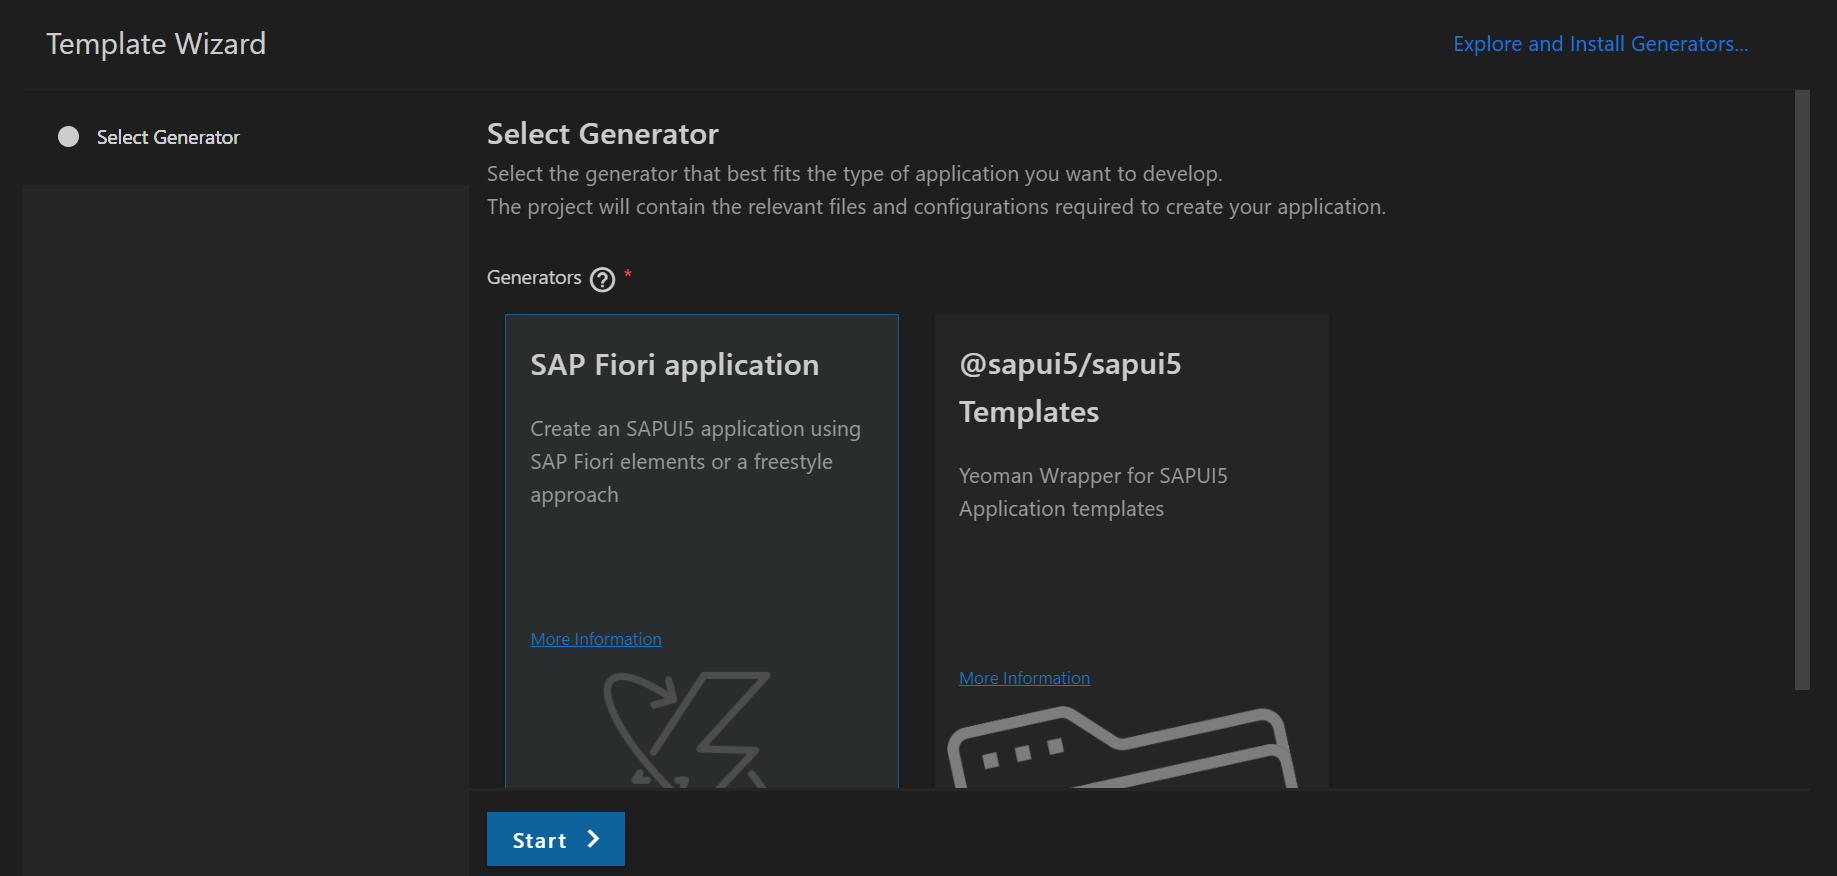 Template Wizard
Explore and Install Generators...
Select Generator
Select Generator
Select the generator that best fits the type of application you want to develop.
The project will contain the relevant files and configurations required to create your application.
Generators ? *
SAP Fiori application
Create an SAPUI5 application using
SAP Fiori elements or a freestyle
approach
More Information
@sapui5/sapui5
Templates
Yeoman Wrapper for SAPUI5
Application templates
More Information
Start